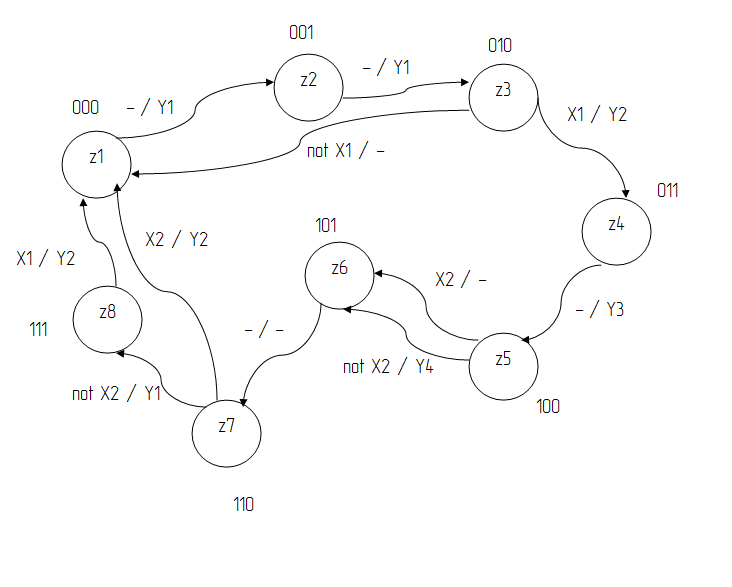 001
010
z2
– / Y1
z3
000
– / Y1
X1 / Y2
z1
not X1 / –
011
z4
101
X2 / Y2
X1 / Y2
z6
X2 / –
z8
– / Y3
111
– / –
z5
not X2 / Y4
not X2 / Y1
100
z7
110